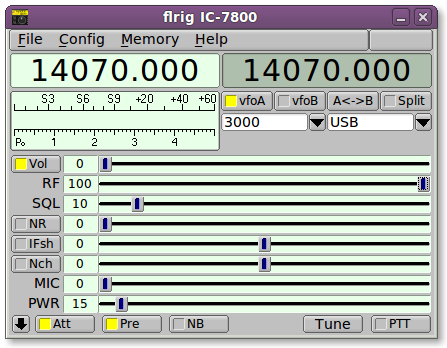 flrig IC-7800
File Config Memory Help
14070.000 14070.000
S3 S6 S9 +20 +40 +60
Po 1 2 3 4
vfoA vfoB A<->B Split
3000 USB
Vol 0
RF 100
SQL 10
NR 0
IFsh 0
Nch 0
MIC 0
PWR 15
Att Pre NB Tune PTT